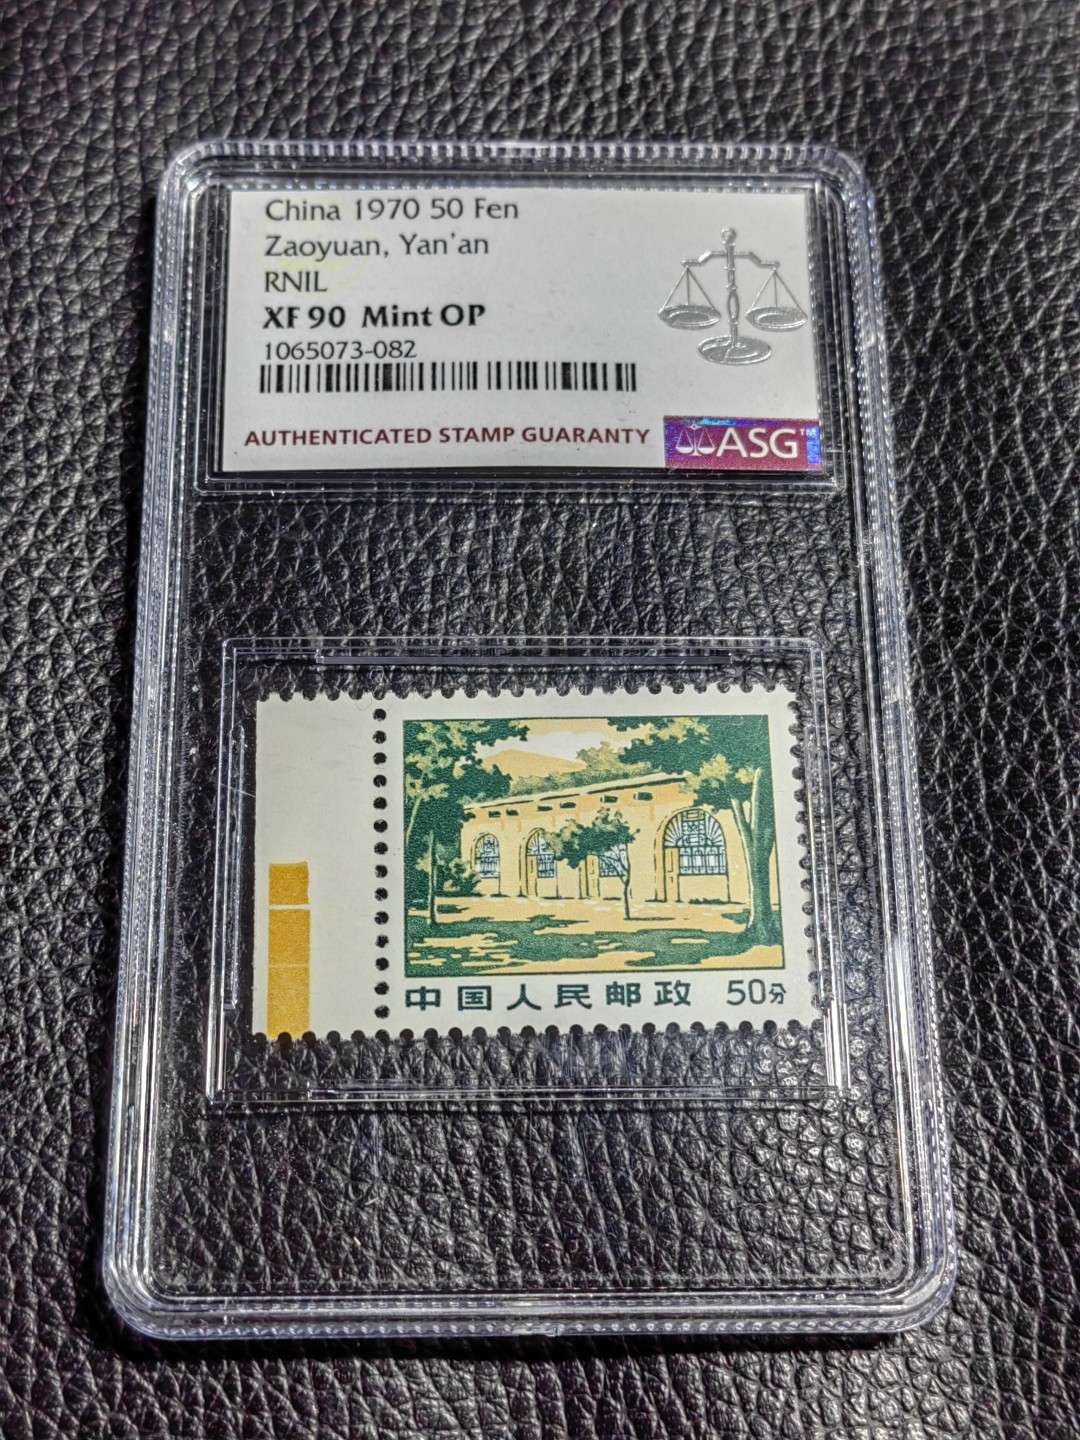 China 1970 50 Fen
Zaoyuan, Yan'an
RNIL
XF 90 Mint OP
1065073-082
AUTHENTICATED STAMP GUARANTY
ASG™
中国人民邮政 50分